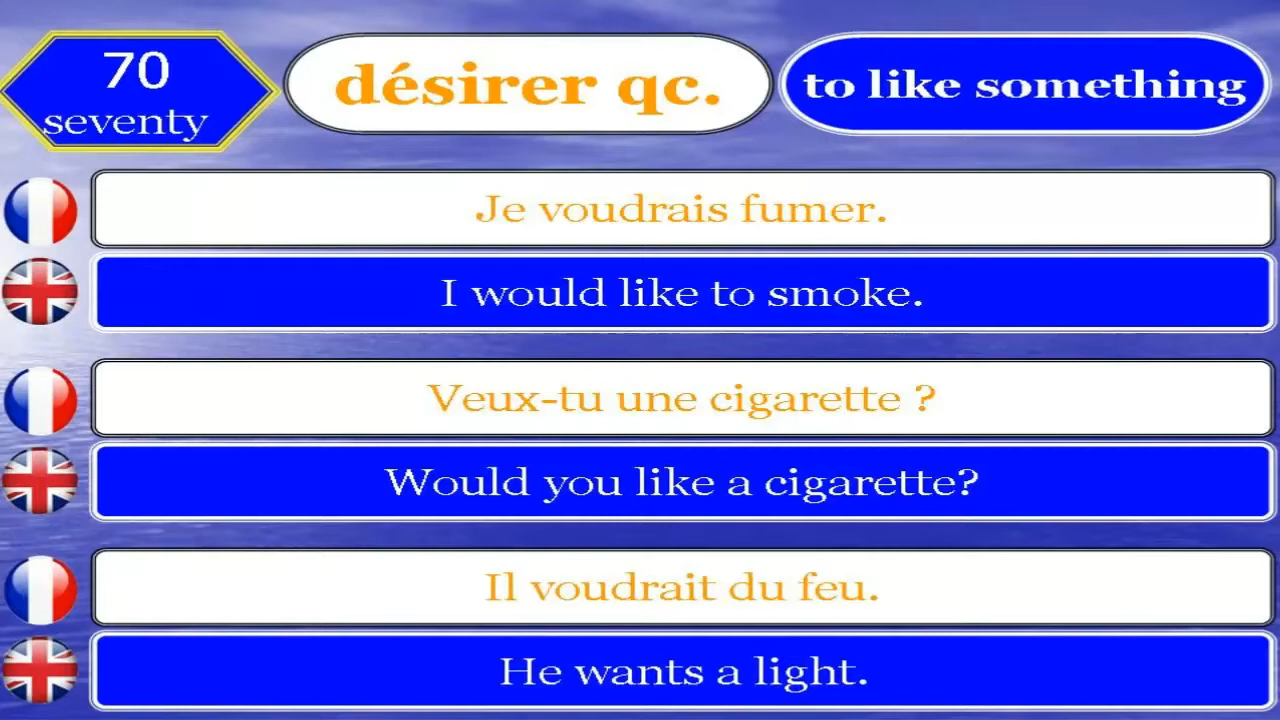 70
seventy
désirer qc.
to like something
Je voudrais fumer.
I would like to smoke.
Veux-tu une cigarette ?
Would you like a cigarette?
Il voudrait du feu.
He wants a light.